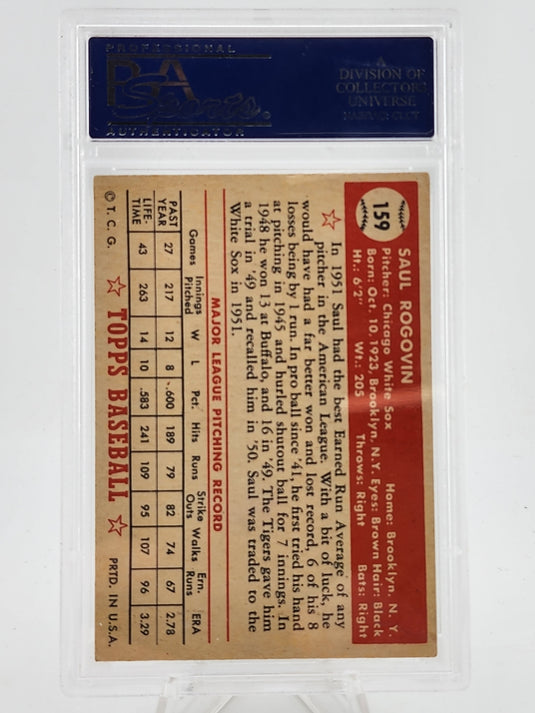 PROFESSIONAL
PSA
Sports
AUTHENTICATOR
A
DIVISION OF
COLLECTORS
UNIVERSE
NASDAQ: CLCT
159
SAUL ROGOVIN
Pitcher: Chicago White Sox Home: Brooklyn, N. Y.
Born: Oct. 10, 1923, Brooklyn, N.Y. Eyes: Brown Hair: Black
Ht.: 6'2" Wt.: 205 Throws: Right Bats: Right
In 1951 Saul had the best Earned Run Average of any
pitcher in the American League. With a bit of luck, he
would have had a far better won and lost record, 6 of his 8
losses being by 1 run. In pro ball since '41, he first tried his hand
at pitching in 1945 and hurled shutout ball for 7 innings. In
1948 he won 13 at Buffalo, and 16 in '49. The Tigers gave him
a trial in '49 and recalled him in '50. Saul was traded to the
White Sox in 1951.
MAJOR LEAGUE PITCHING RECORD
Games Innings Pitched W L Pct. Hits Runs Strike Outs Walks Ern. Runs ERA
PAST YEAR 27 217 12 8 .600 189 79 82 74 67 2.78
LIFE-TIME 43 263 14 10 .583 241 109 95 107 96 3.29
© T. C. G. ☆ TOPPS BASEBALL ☆ PRTD. IN U.S.A.